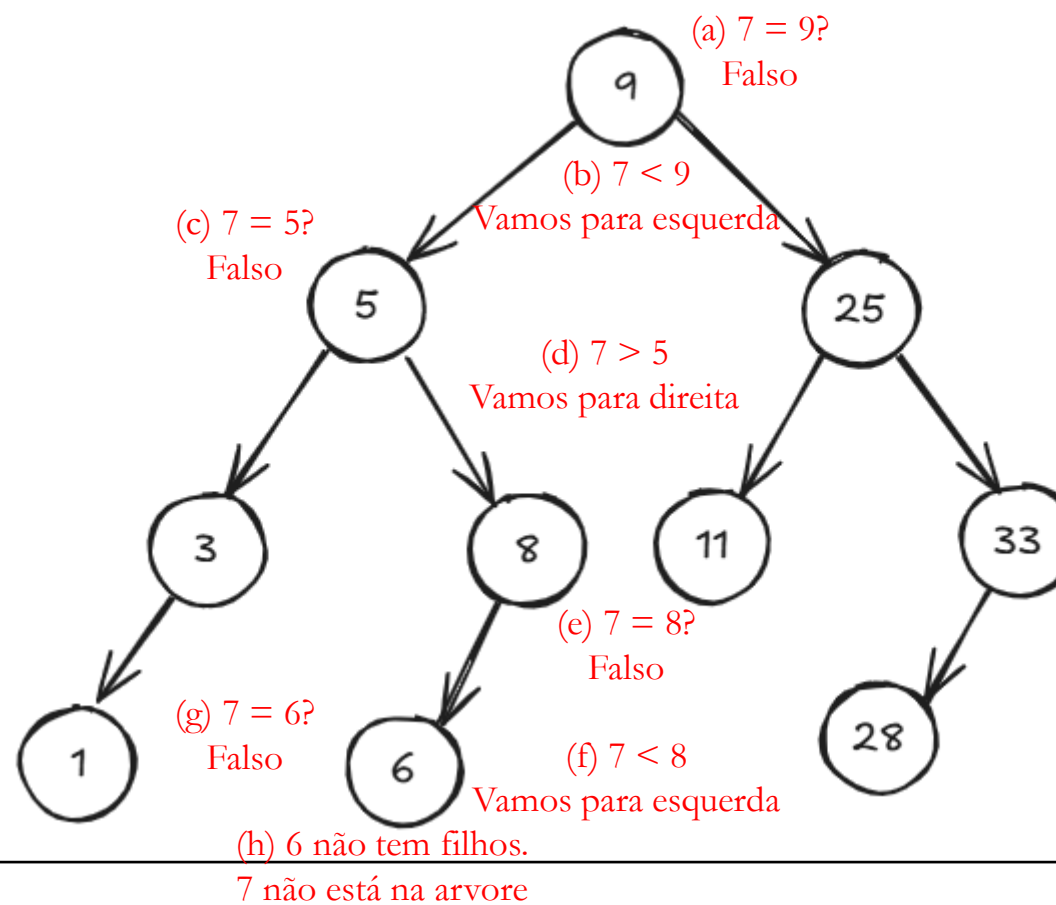 (a) 7 = 9?
Falso
9
(b) 7 < 9
Vamos para esquerda
(c) 7 = 5?
Falso
5
25
(d) 7 > 5
Vamos para direita
3
8
11
33
(e) 7 = 8?
Falso
(g) 7 = 6?
Falso
1
6
(f) 7 < 8
Vamos para esquerda
28
(h) 6 não tem filhos.
7 não está na arvore